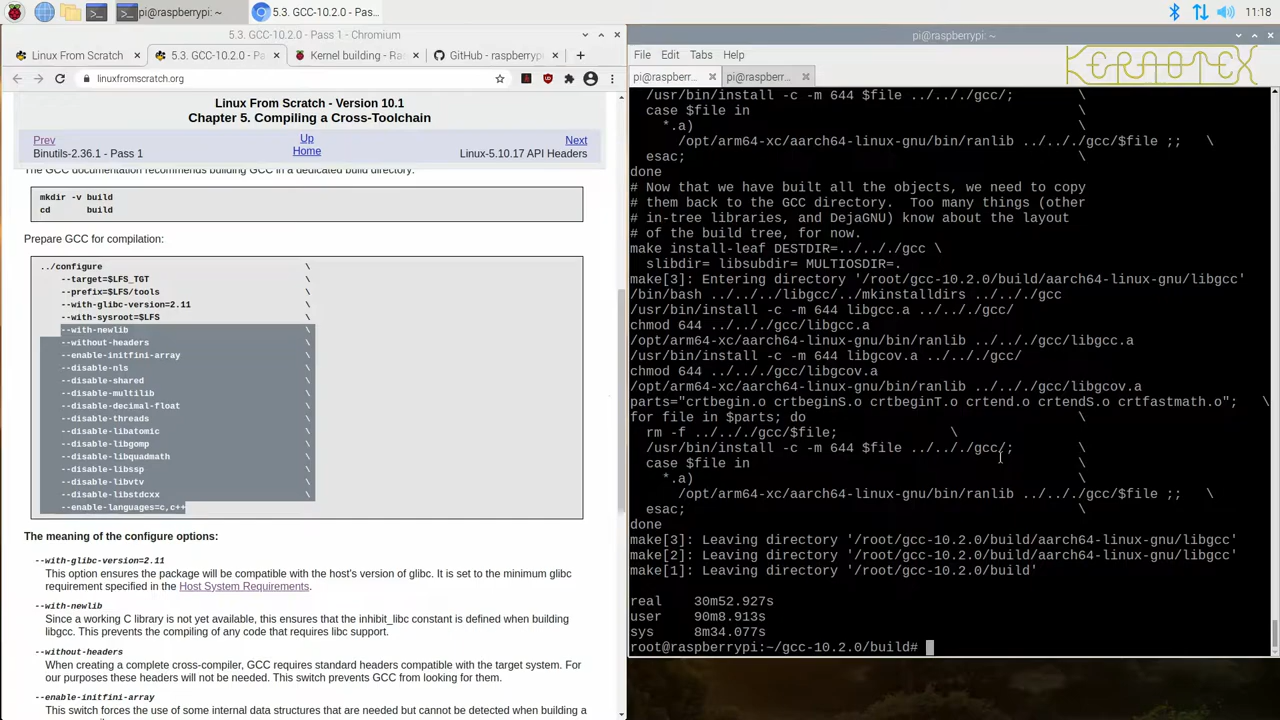 pi@raspberrypi: ~
5.3. GCC-10.2.0 - Pas...
11:18
5.3. GCC-10.2.0 - Pass 1 - Chromium
Linux From Scratch
5.3. GCC-10.2.0 - Pas
Kernel building - Ras
GitHub - raspberrypi
linuxfromscratch.org
Linux From Scratch - Version 10.1
Chapter 5. Compiling a Cross-Toolchain
Prev
Up
Next
Binutils-2.36.1 - Pass 1
Home
Linux-5.10.17 API Headers
The GCC documentation recommends building GCC in a dedicated build directory:
mkdir -v build
cd build
Prepare GCC for compilation:
../configure \
--target=$LFS_TGT \
--prefix=$LFS/tools \
--with-glibc-version=2.11 \
--with-sysroot=$LFS \
--with-newlib \
--without-headers \
--enable-initfini-array \
--disable-nls \
--disable-shared \
--disable-multilib \
--disable-decimal-float \
--disable-threads \
--disable-libatomic \
--disable-libgomp \
--disable-libquadmath \
--disable-libssp \
--disable-libvtv \
--disable-libstdcxx \
--enable-languages=c,c++
The meaning of the configure options:
--with-glibc-version=2.11
This option ensures the package will be compatible with the host's version of glibc. It is set to the minimum glibc
requirement specified in the Host System Requirements.
--with-newlib
Since a working C library is not yet available, this ensures that the inhibit_libc constant is defined when building
libgcc. This prevents the compiling of any code that requires libc support.
--without-headers
When creating a complete cross-compiler, GCC requires standard headers compatible with the target system. For
our purposes these headers will not be needed. This switch prevents GCC from looking for them.
--enable-initfini-array
This switch forces the use of some internal data structures that are needed but cannot be detected when building a
pi@raspberrypi: ~
File Edit Tabs Help
KERAOTEX
pi@raspberr...
pi@raspberr...
/usr/bin/install -c -m 644 $file ../.././gcc/; \
case $file in \
*.a) \
/opt/arm64-xc/aarch64-linux-gnu/bin/ranlib ../.././gcc/$file ;; \
esac; \
done
# Now that we have built all the objects, we need to copy
# them back to the GCC directory. Too many things (other
# in-tree libraries, and DejaGNU) know about the layout
# of the build tree, for now.
make install-leaf DESTDIR=../.././gcc \
slibdir= libsubdir= MULTIOSDIR=.
make[3]: Entering directory '/root/gcc-10.2.0/build/aarch64-linux-gnu/libgcc'
/bin/bash ../../../libgcc/../mkinstalldirs ../.././gcc
/usr/bin/install -c -m 644 libgcc.a ../.././gcc/
chmod 644 ../.././gcc/libgcc.a
/opt/arm64-xc/aarch64-linux-gnu/bin/ranlib ../.././gcc/libgcc.a
/usr/bin/install -c -m 644 libgcov.a ../.././gcc/
chmod 644 ../.././gcc/libgcov.a
/opt/arm64-xc/aarch64-linux-gnu/bin/ranlib ../.././gcc/libgcov.a
parts="crtbegin.o crtbeginS.o crtbeginT.o crtend.o crtendS.o crtfastmath.o"; \
for file in $parts; do \
rm -f ../.././gcc/$file; \
/usr/bin/install -c -m 644 $file ../.././gcc/; \
case $file in \
*.a) \
/opt/arm64-xc/aarch64-linux-gnu/bin/ranlib ../.././gcc/$file ;; \
esac; \
done
make[3]: Leaving directory '/root/gcc-10.2.0/build/aarch64-linux-gnu/libgcc'
make[2]: Leaving directory '/root/gcc-10.2.0/build/aarch64-linux-gnu/libgcc'
make[1]: Leaving directory '/root/gcc-10.2.0/build'
real 30m52.927s
user 90m8.913s
sys 8m34.077s
root@raspberrypi:~/gcc-10.2.0/build#